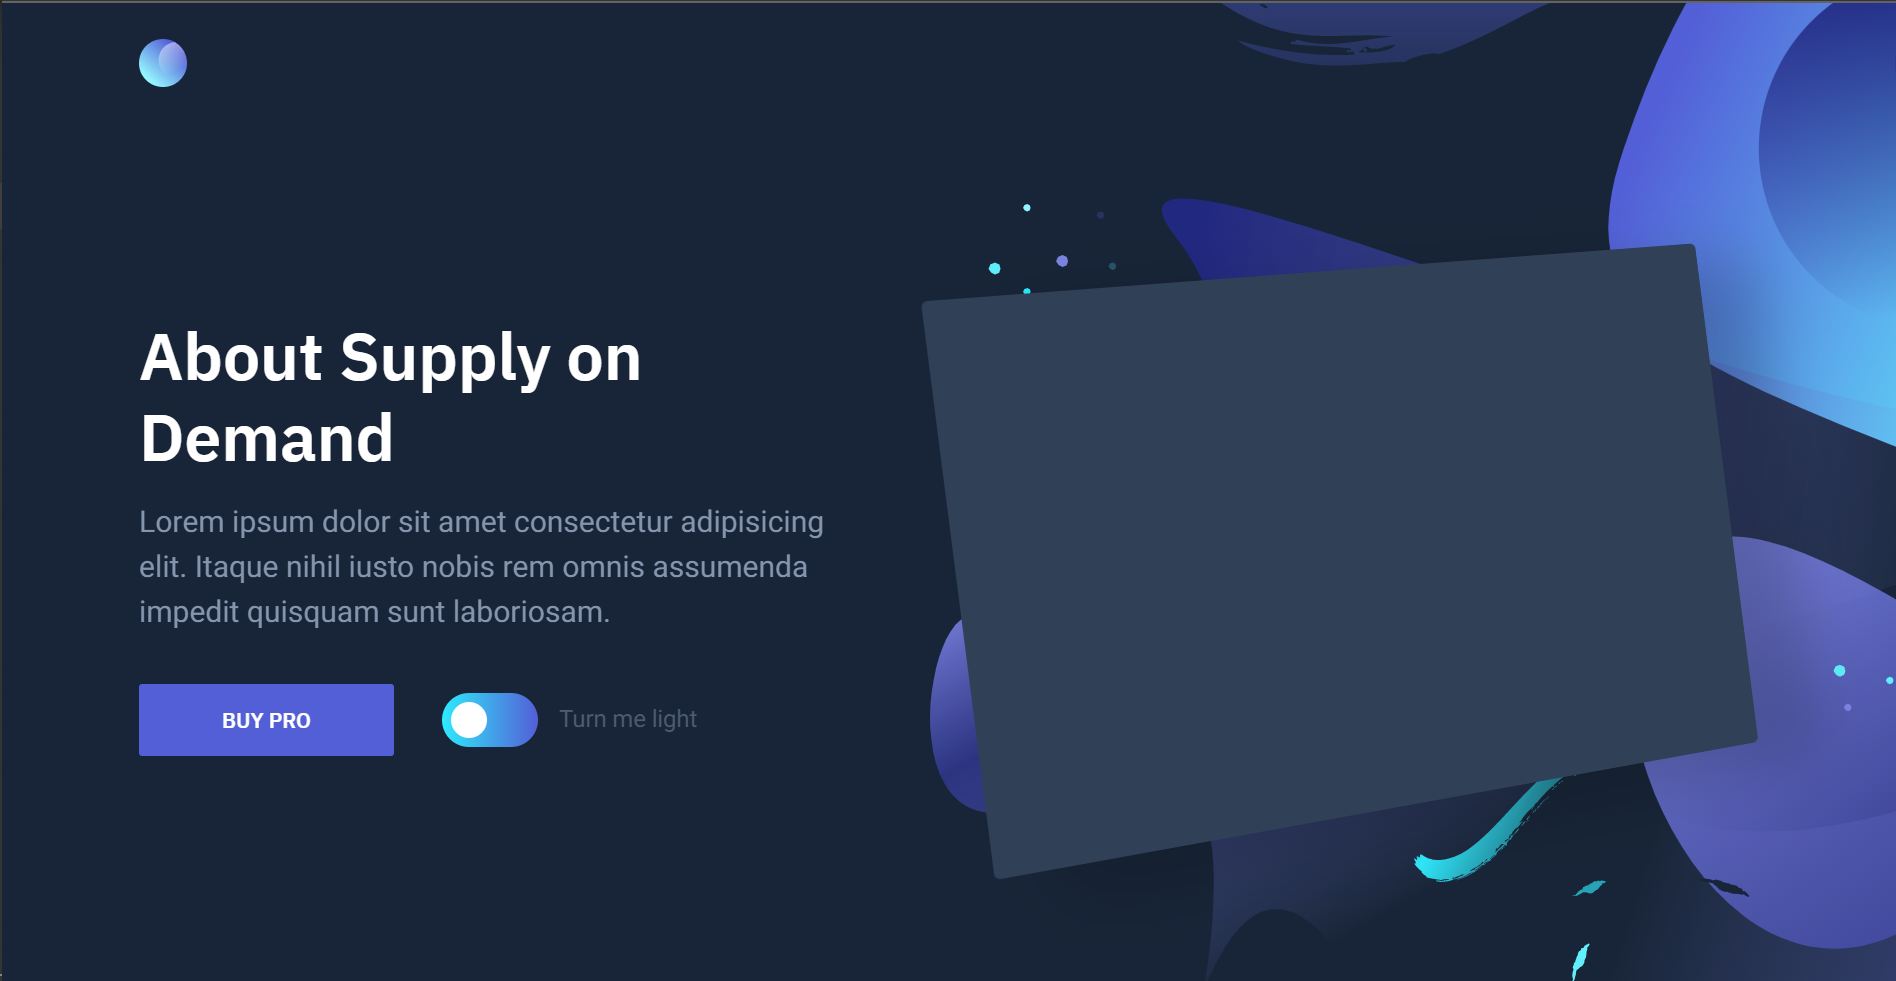 About Supply on
Demand
Lorem ipsum dolor sit amet consectetur adipisicing
elit. Itaque nihil iusto nobis rem omnis assumenda
impedit quisquam sunt laboriosam.
BUY PRO
Turn me light